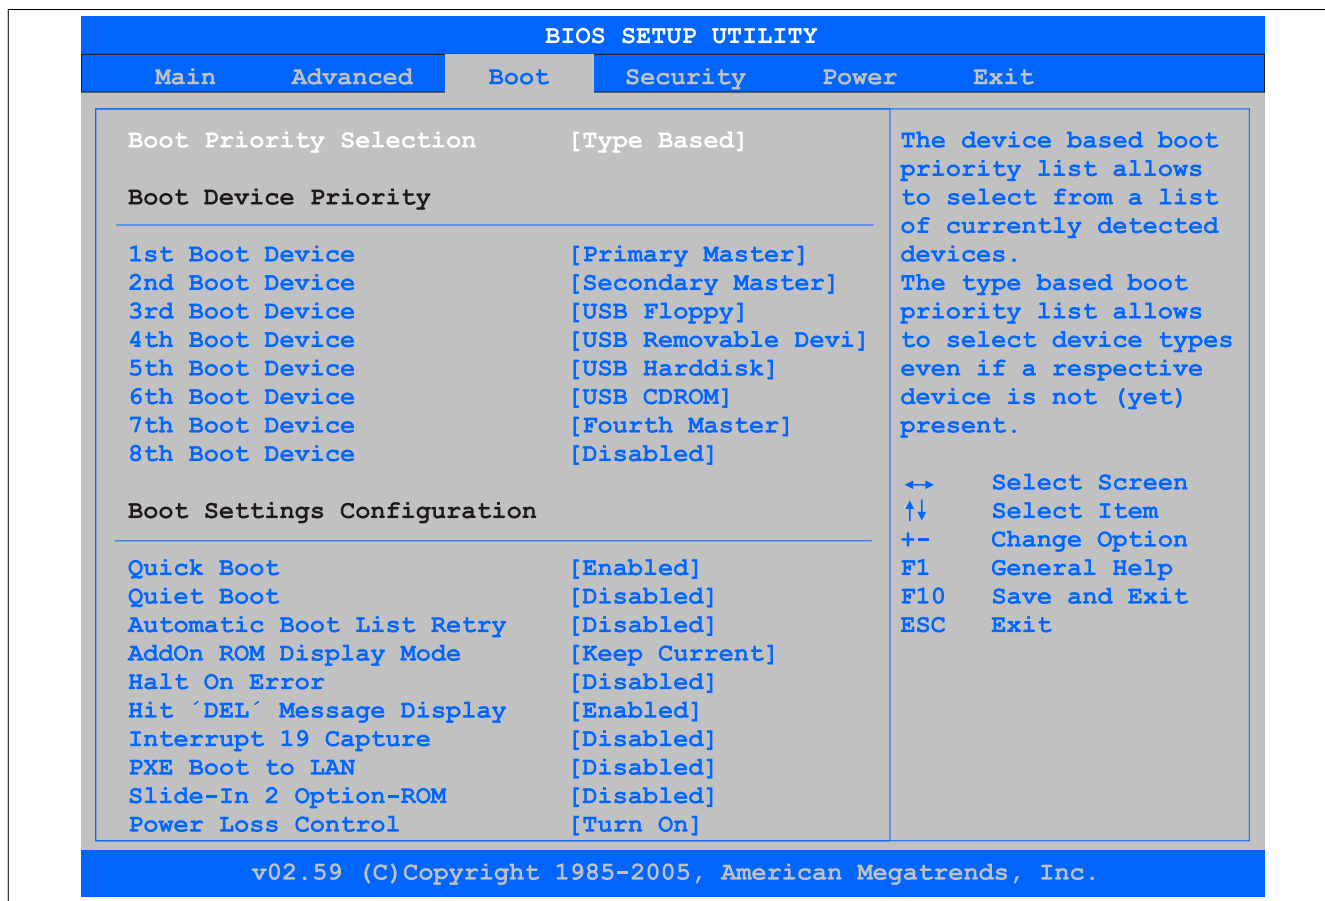 BIOS SETUP UTILITY
Main Advanced Boot Security Power Exit
Boot Priority Selection [Type Based]
Boot Device Priority
1st Boot Device [Primary Master]
2nd Boot Device [Secondary Master]
3rd Boot Device [USB Floppy]
4th Boot Device [USB Removable Devi]
5th Boot Device [USB Harddisk]
6th Boot Device [USB CDROM]
7th Boot Device [Fourth Master]
8th Boot Device [Disabled]
Boot Settings Configuration
Quick Boot [Enabled]
Quiet Boot [Disabled]
Automatic Boot List Retry [Disabled]
AddOn ROM Display Mode [Keep Current]
Halt On Error [Disabled]
Hit ´DEL´ Message Display [Enabled]
Interrupt 19 Capture [Disabled]
PXE Boot to LAN [Disabled]
Slide-In 2 Option-ROM [Disabled]
Power Loss Control [Turn On]
The device based boot
priority list allows
to select from a list
of currently detected
devices.
The type based boot
priority list allows
to select device types
even if a respective
device is not (yet)
present.
↔ Select Screen
↑↓ Select Item
+- Change Option
F1 General Help
F10 Save and Exit
ESC Exit
v02.59 (C)Copyright 1985-2005, American Megatrends, Inc.